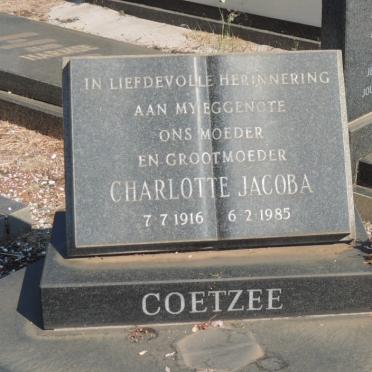 IN LIEFDEVOLLE HERINNERING
AAN MY EGGENOTE
ONS MOEDER
EN GROOTMOEDER
CHARLOTTE JACOBA
7·7·1916 6·2·1985
COETZEE